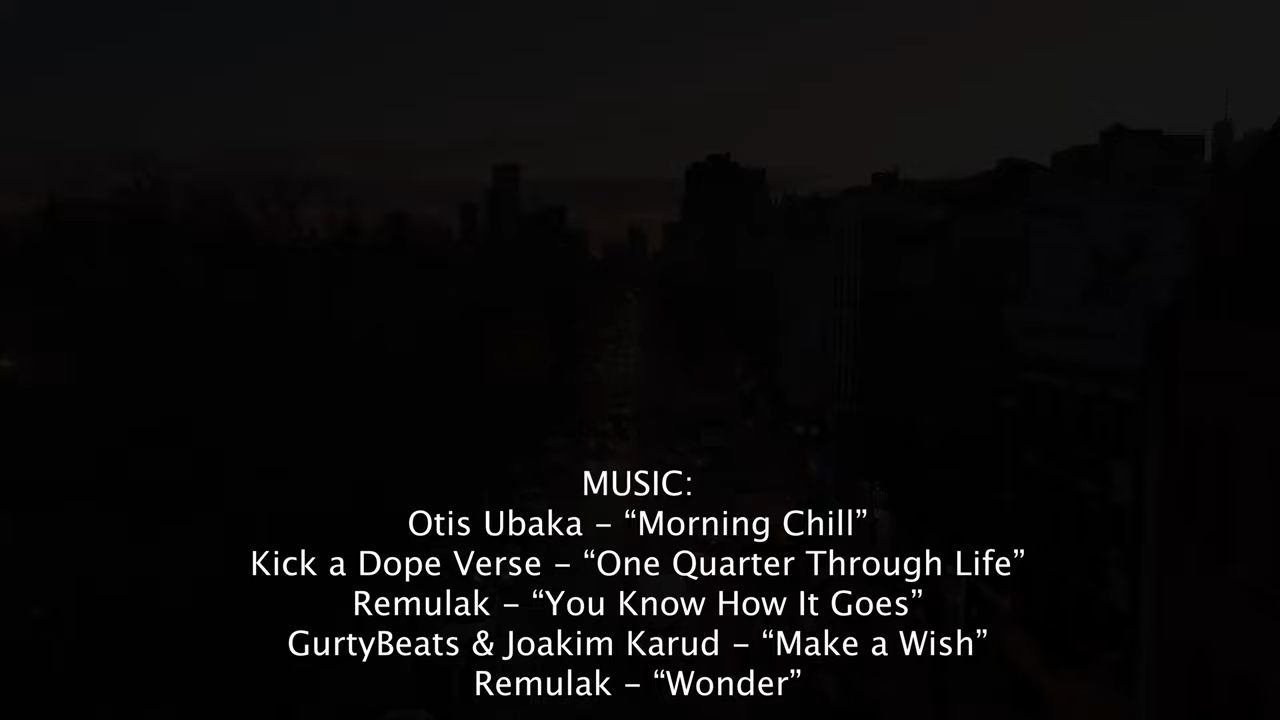 MUSIC:
Otis Ubaka – “Morning Chill”
Kick a Dope Verse – “One Quarter Through Life”
Remulak – “You Know How It Goes”
GurtyBeats & Joakim Karud – “Make a Wish”
Remulak – “Wonder”